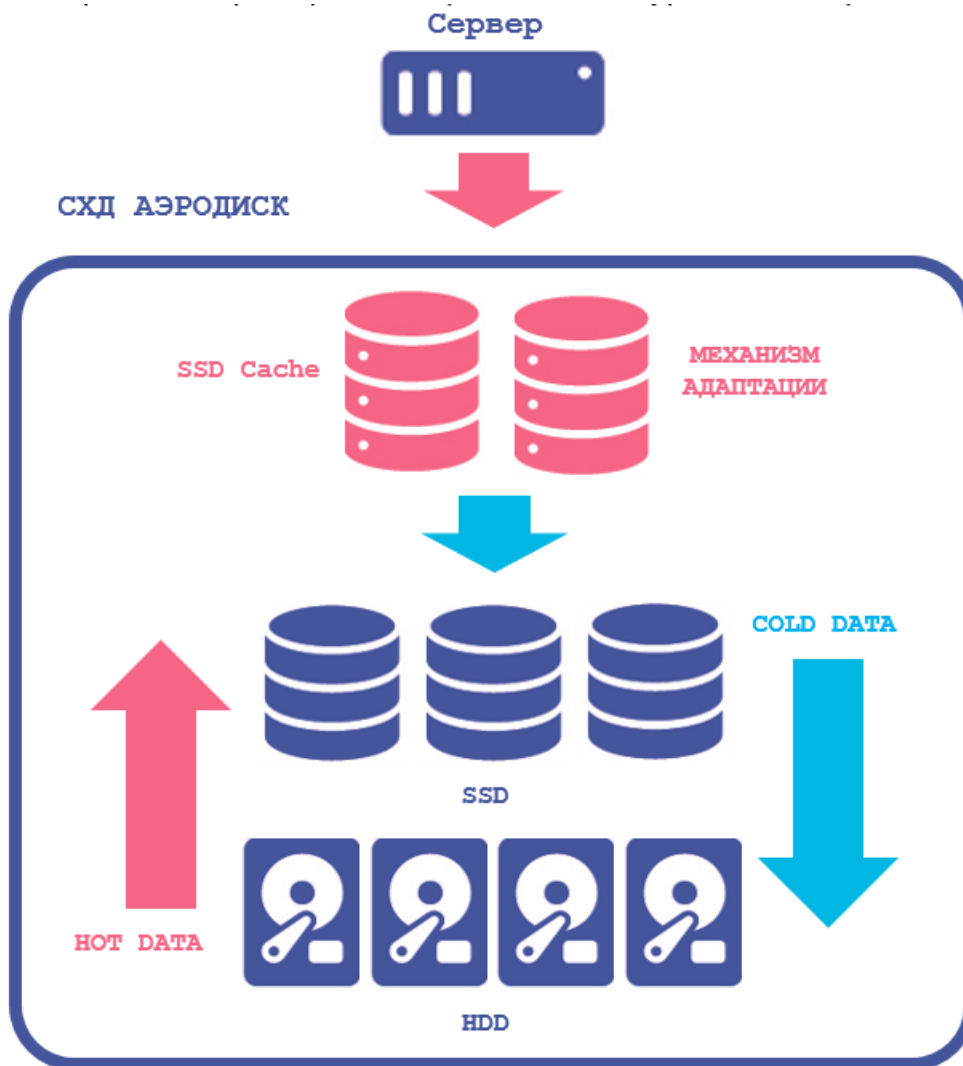 Сервер
СХД АЭРОДИСК
SSD Cache
МЕХАНИЗМ
АДАПТАЦИИ
COLD DATA
SSD
HOT DATA
HDD